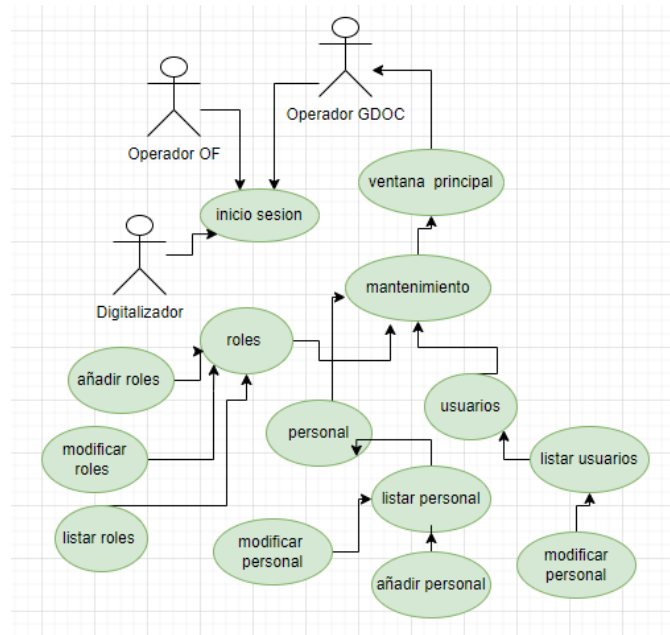 Operador GDOC
Operador OF
ventana principal
inicio sesion
mantenimiento
Digitalizador
roles
añadir roles
usuarios
personal
modificar
roles
listar usuarios
listar personal
listar roles
modificar
personal
modificar
personal
añadir personal